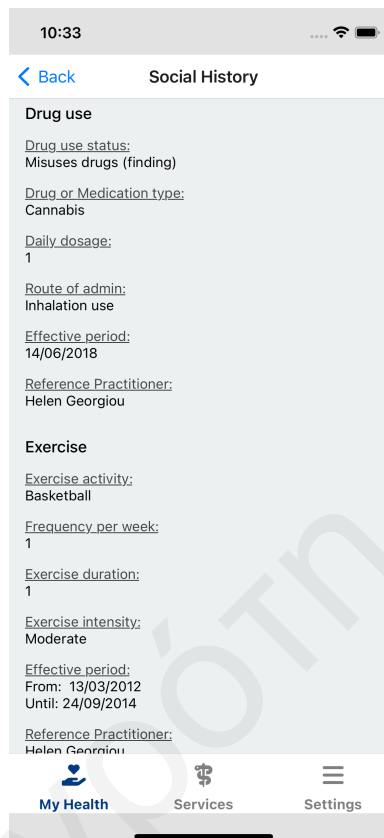 10:33
Back
Social History
Drug use
Drug use status:
Misuses drugs (finding)
Drug or Medication type:
Cannabis
Daily dosage:
1
Route of admin:
Inhalation use
Effective period:
14/06/2018
Reference Practitioner:
Helen Georgiou
Exercise
Exercise activity:
Basketball
Frequency per week:
1
Exercise duration:
1
Exercise intensity:
Moderate
Effective period:
From: 13/03/2012
Until: 24/09/2014
Reference Practitioner:
Helen Georgiou
My Health
Services
Settings